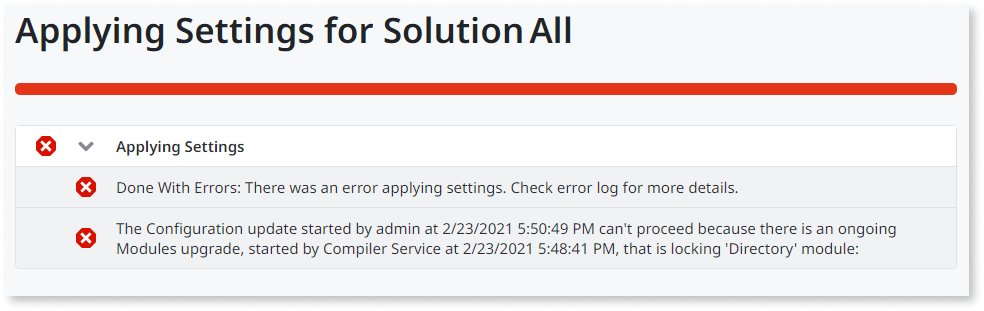 Applying Settings for Solution All
Applying Settings
Done With Errors: There was an error applying settings. Check error log for more details.
The Configuration update started by admin at 2/23/2021 5:50:49 PM can't proceed because there is an ongoing
Modules upgrade, started by Compiler Service at 2/23/2021 5:48:41 PM, that is locking 'Directory' module: